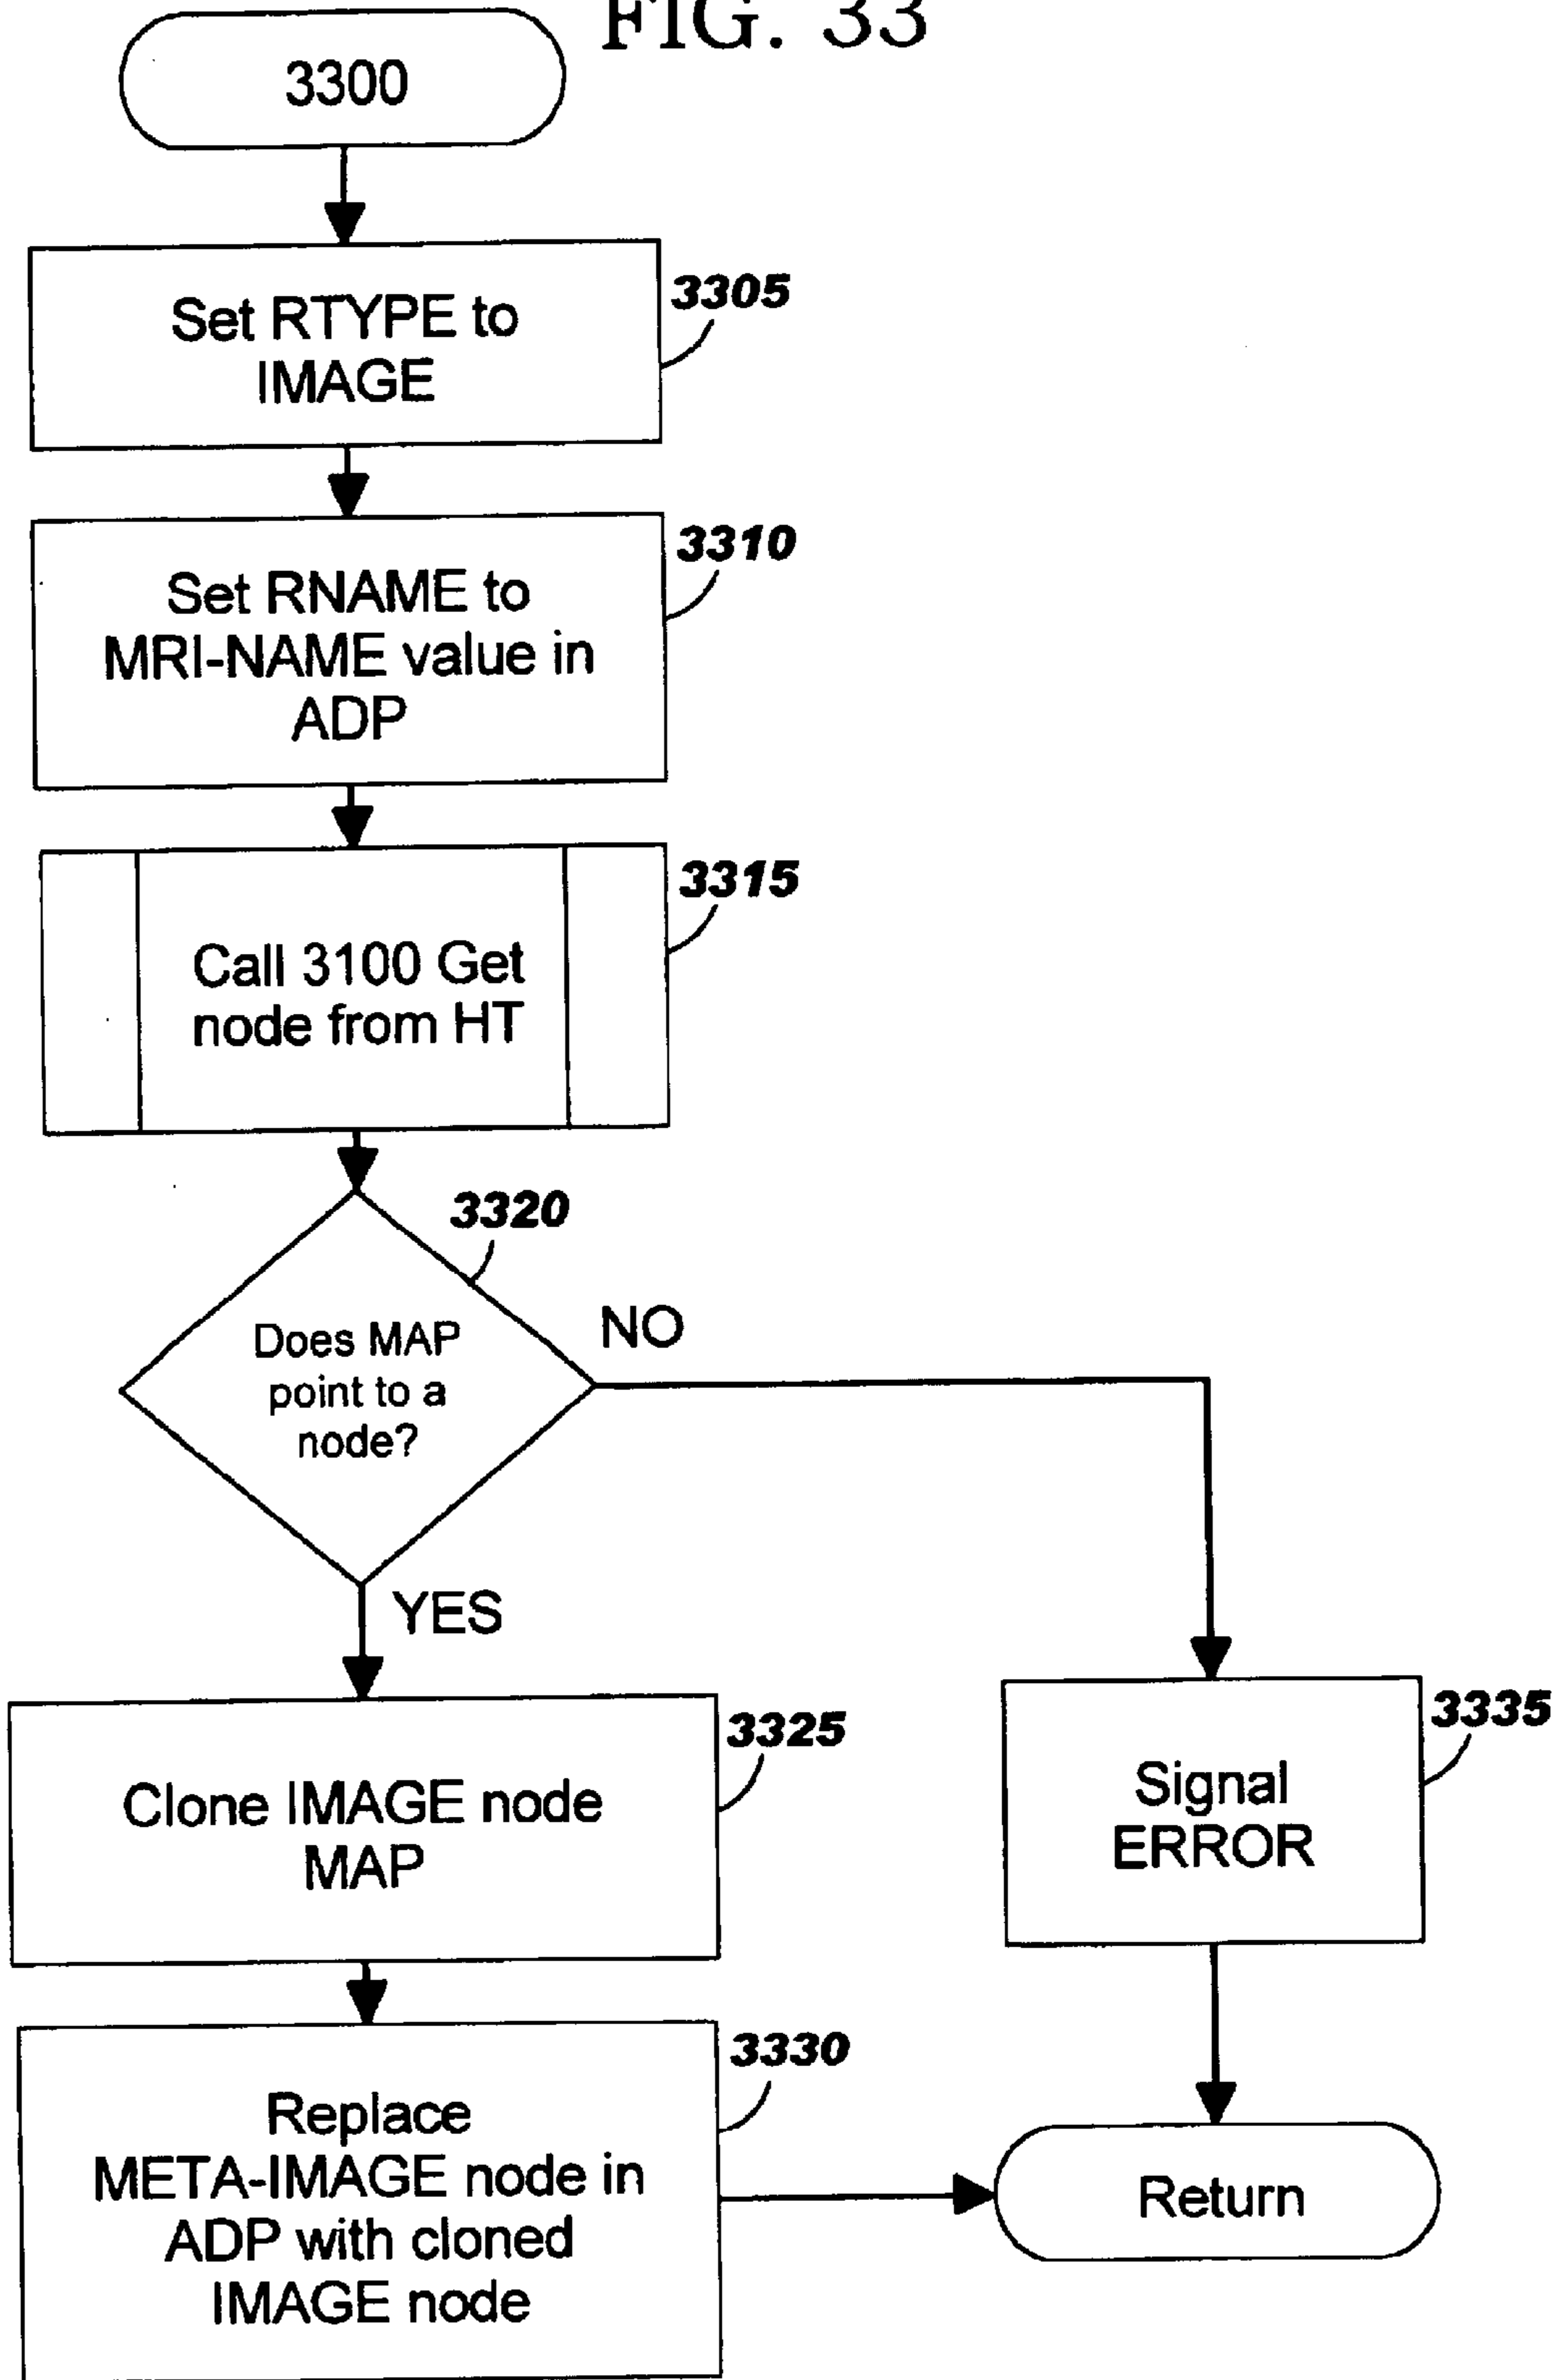 FIG. 33
3300
Set RTYPE to
IMAGE
3305
Set RNAME to
MRI-NAME value in
ADP
3310
Call 3100 Get
node from HT
3315
3320
Does MAP
point to a
node?
NO
YES
Clone IMAGE node
MAP
3325
Signal
ERROR
3335
Replace
META-IMAGE node in
ADP with cloned
IMAGE node
3330
Return